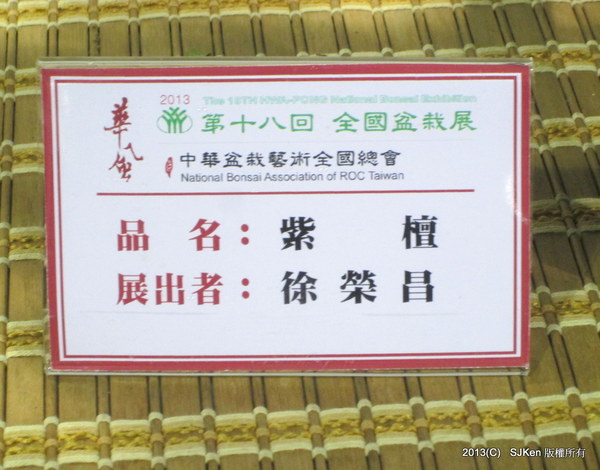 華風
2013
The 18TH HWA-FONG National Bonsai Exhibition
第十八回 全國盆栽展
中華盆栽藝術全國總會
National Bonsai Association of ROC Taiwan
品 名： 紫 檀
展出者： 徐榮昌
2013(C) SJKen 版權所有